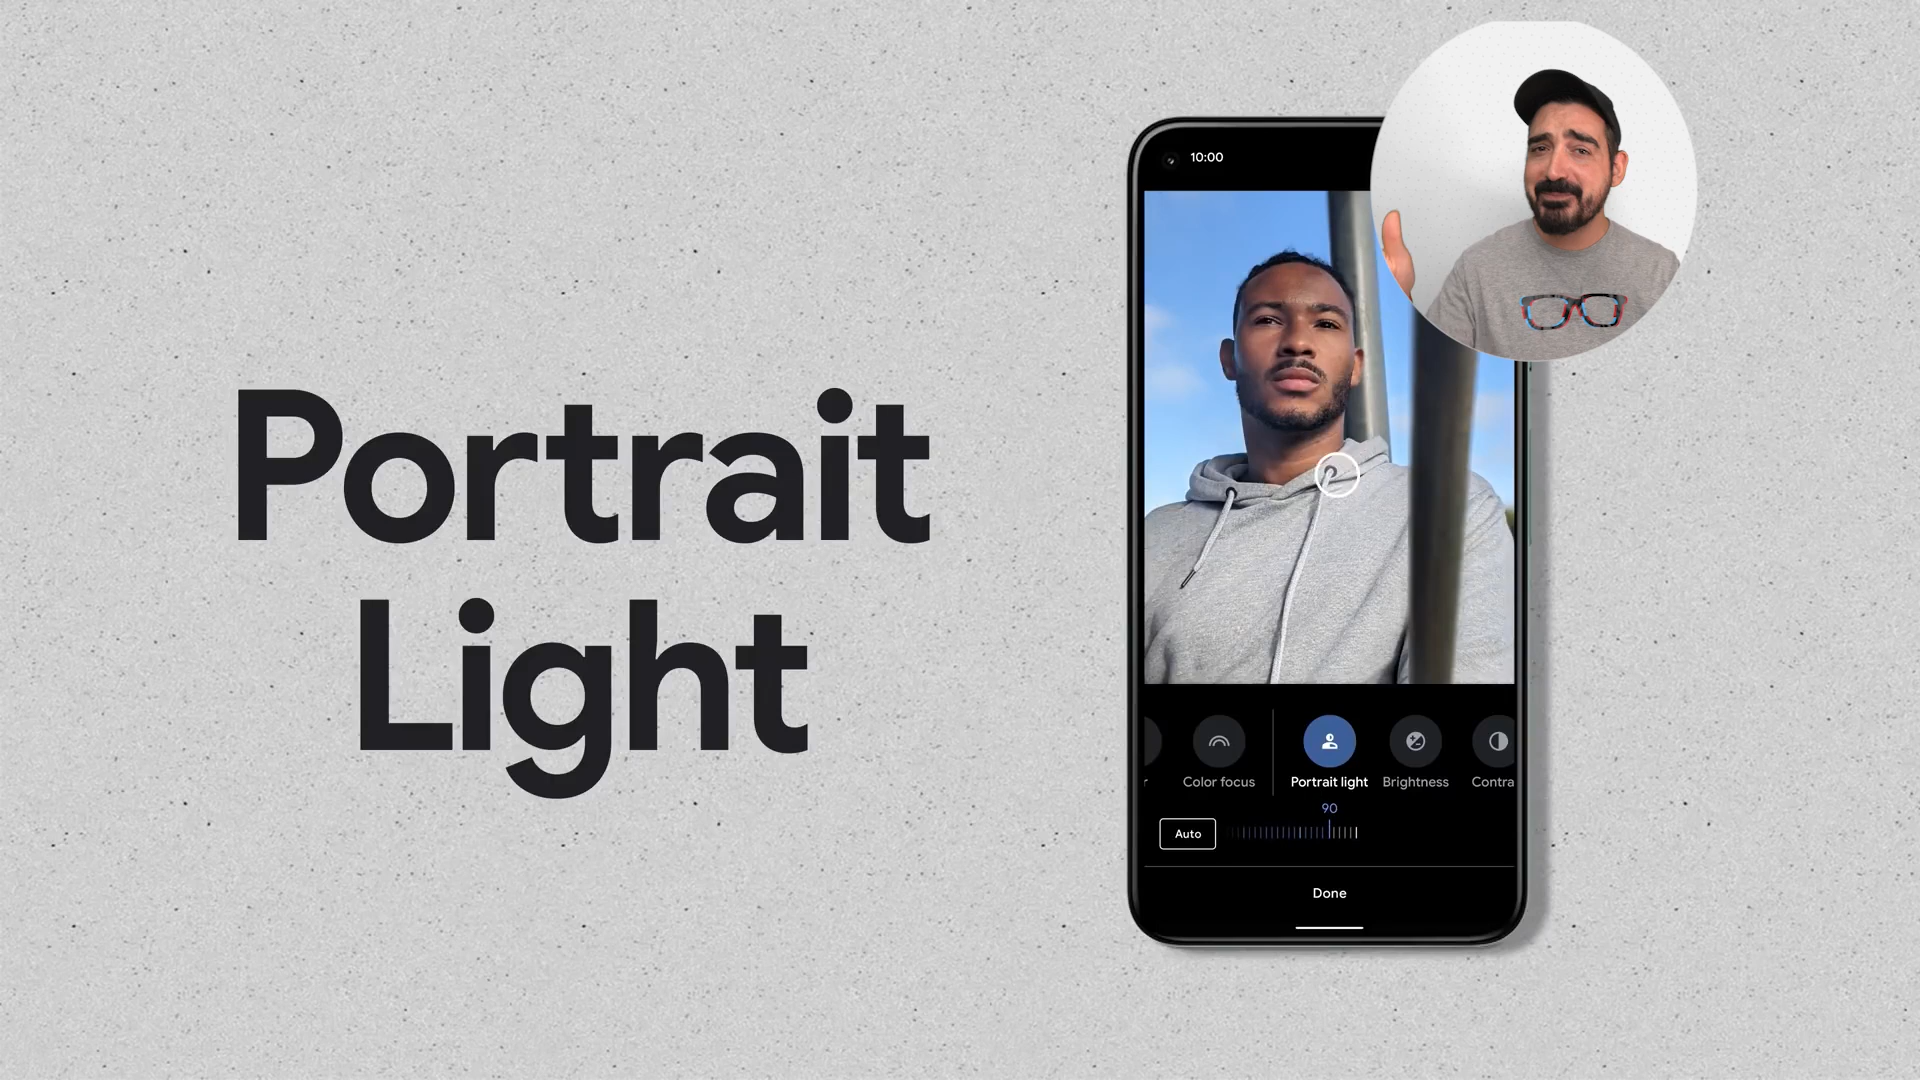 Portrait
Light
10:00
r
Color focus
Portrait light
Brightness
Contra
90
Auto
Done